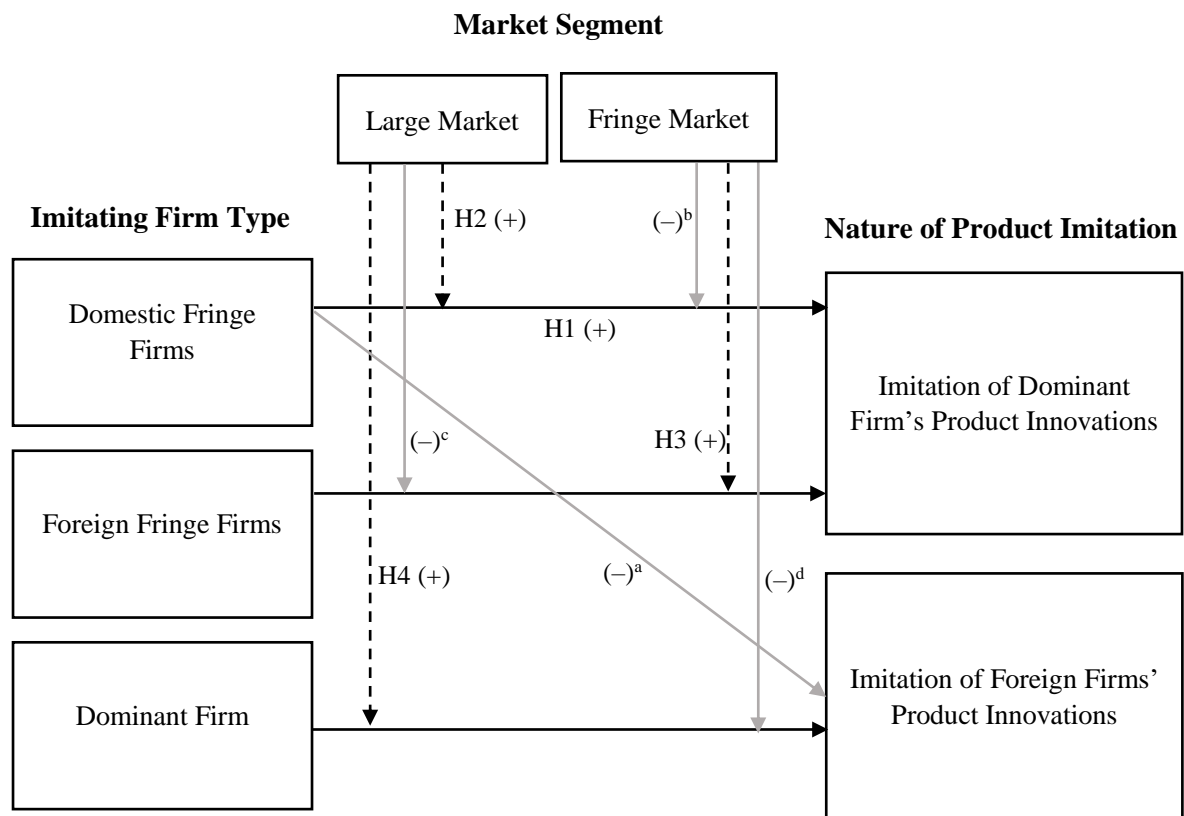 Market Segment
Large Market
Fringe Market
Imitating Firm Type
H2 (+)
(–)ᵇ
Nature of Product Imitation
Domestic Fringe
Firms
H1 (+)
Imitation of Dominant
Firm’s Product Innovations
(–)ᶜ
H3 (+)
Foreign Fringe Firms
H4 (+)
(–)ᵃ
(–)ᵈ
Dominant Firm
Imitation of Foreign Firms’
Product Innovations